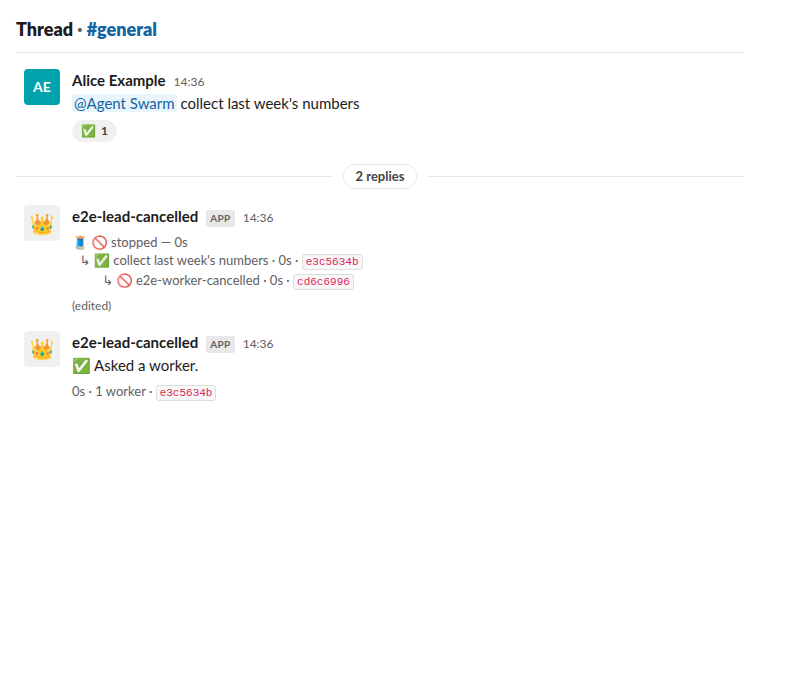 Thread • #general
AE
Alice Example 14:36
@Agent Swarm collect last week's numbers
✅ 1
2 replies
e2e-lead-cancelled APP 14:36
🧵 🚫 stopped — 0s
↳ ✅ collect last week's numbers · 0s · e3c5634b
↳ 🚫 e2e-worker-cancelled · 0s · cd6c6996
(edited)
e2e-lead-cancelled APP 14:36
✅ Asked a worker.
0s · 1 worker · e3c5634b